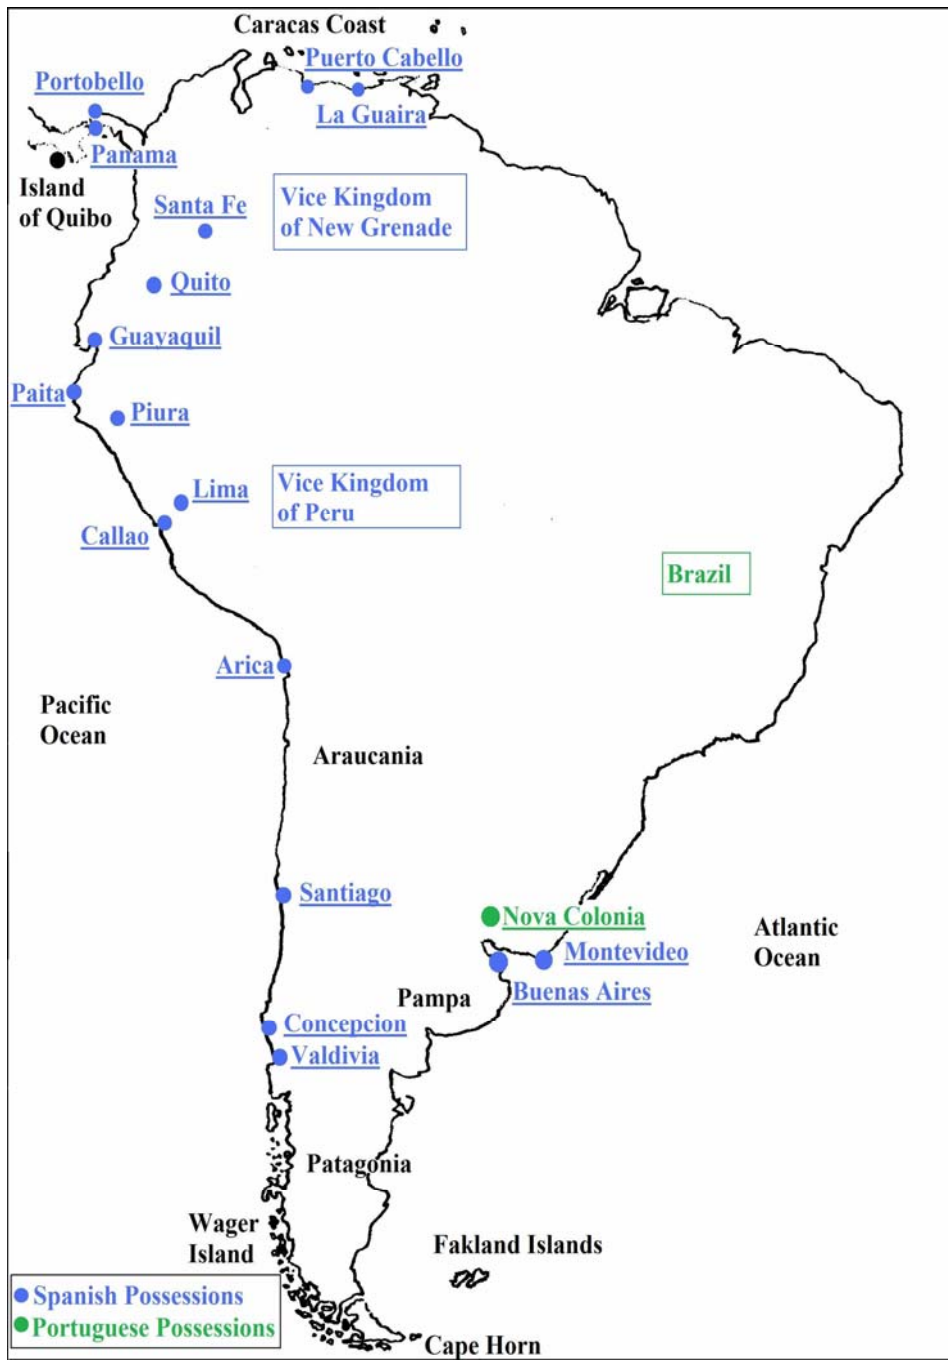 Caracas Coast
Puerto Cabello
Portobello
La Guaira
Panama
Island
of Quibo
Santa Fe
Vice Kingdom
of New Grenade
Quito
Guayaquil
Paita
Piura
Lima
Vice Kingdom
of Peru
Callao
Brazil
Arica
Pacific
Ocean
Araucania
Santiago
Nova Colonia
Atlantic
Ocean
Montevideo
Buenas Aires
Pampa
Concepcion
Valdivia
Patagonia
Wager
Island
Fakland Islands
Spanish Possessions
Portuguese Possessions
Cape Horn